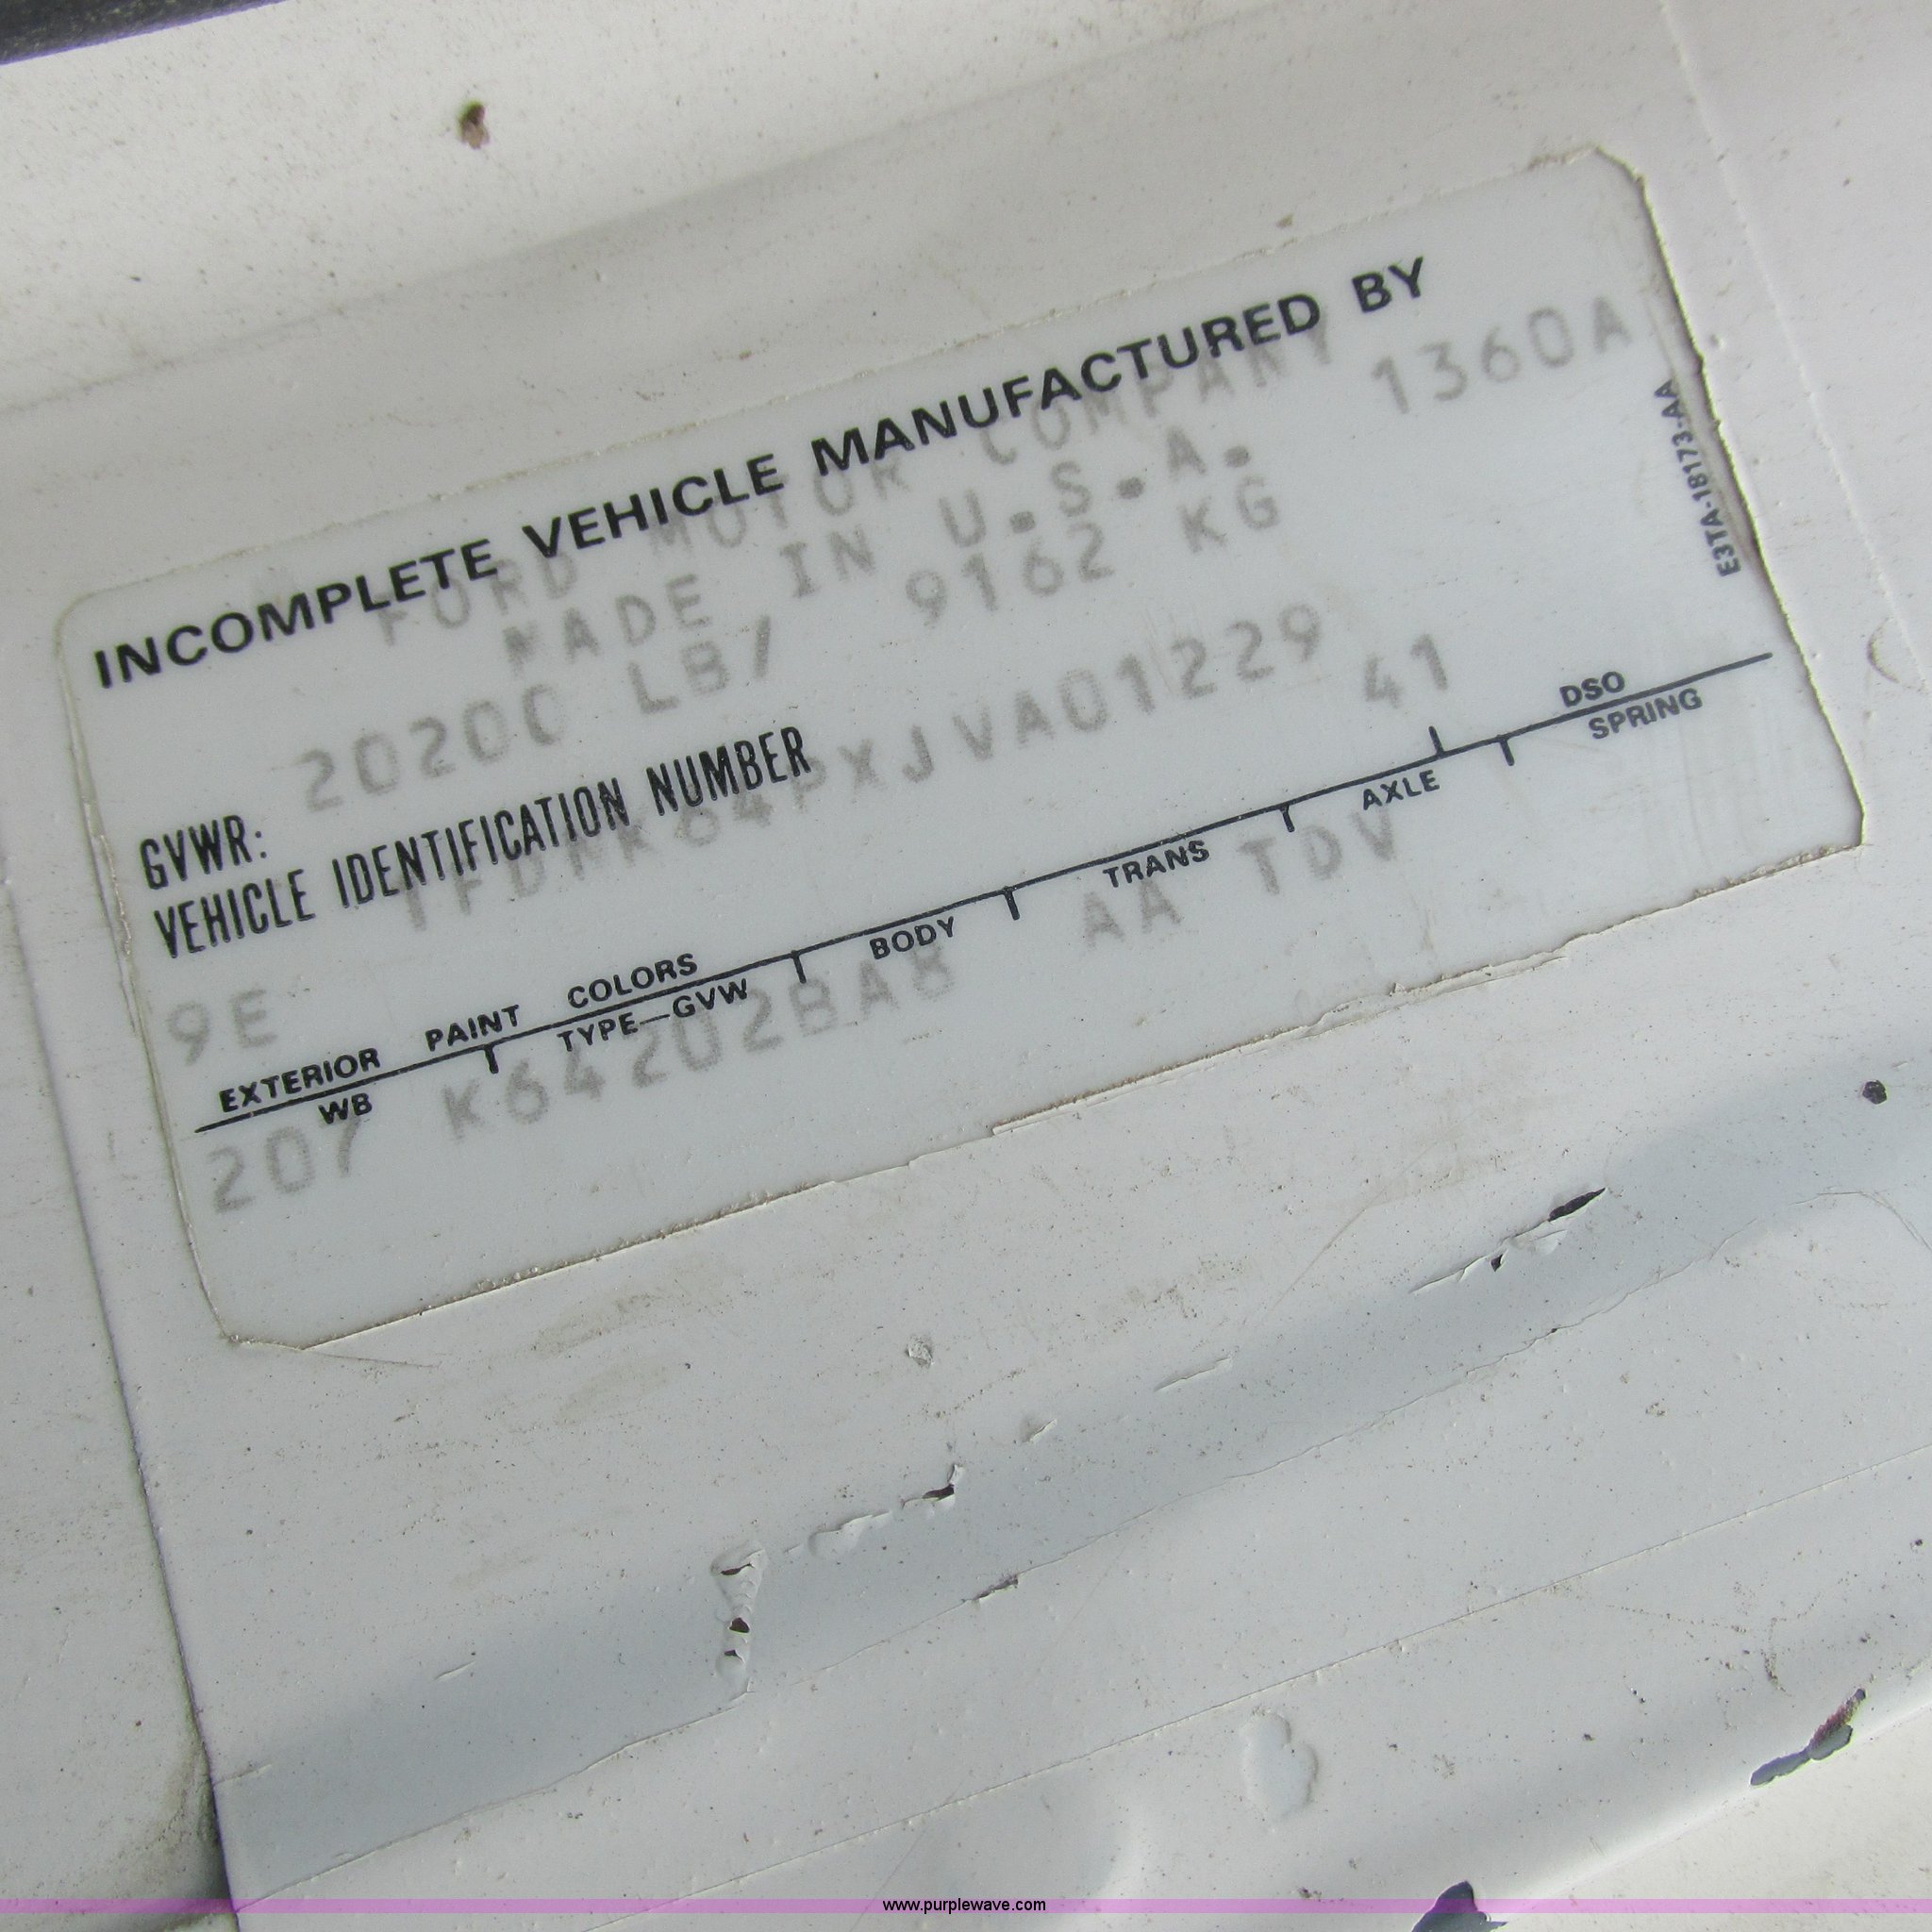 INCOMPLETE VEHICLE MANUFACTURED BY
FORD MOTOR COMPANY
MADE IN U.S.A. 1360A
GVWR: 20200 LB/ 9162 KG
VEHICLE IDENTIFICATION NUMBER
1FDNK64PXJVA01229
9E 41
EXTERIOR PAINT COLORS DSO
WB TYPE—GVW BODY TRANS AXLE SPRING
207 K64202BA8 AA TDV
E3TA-18173-AA
www.purplewave.com